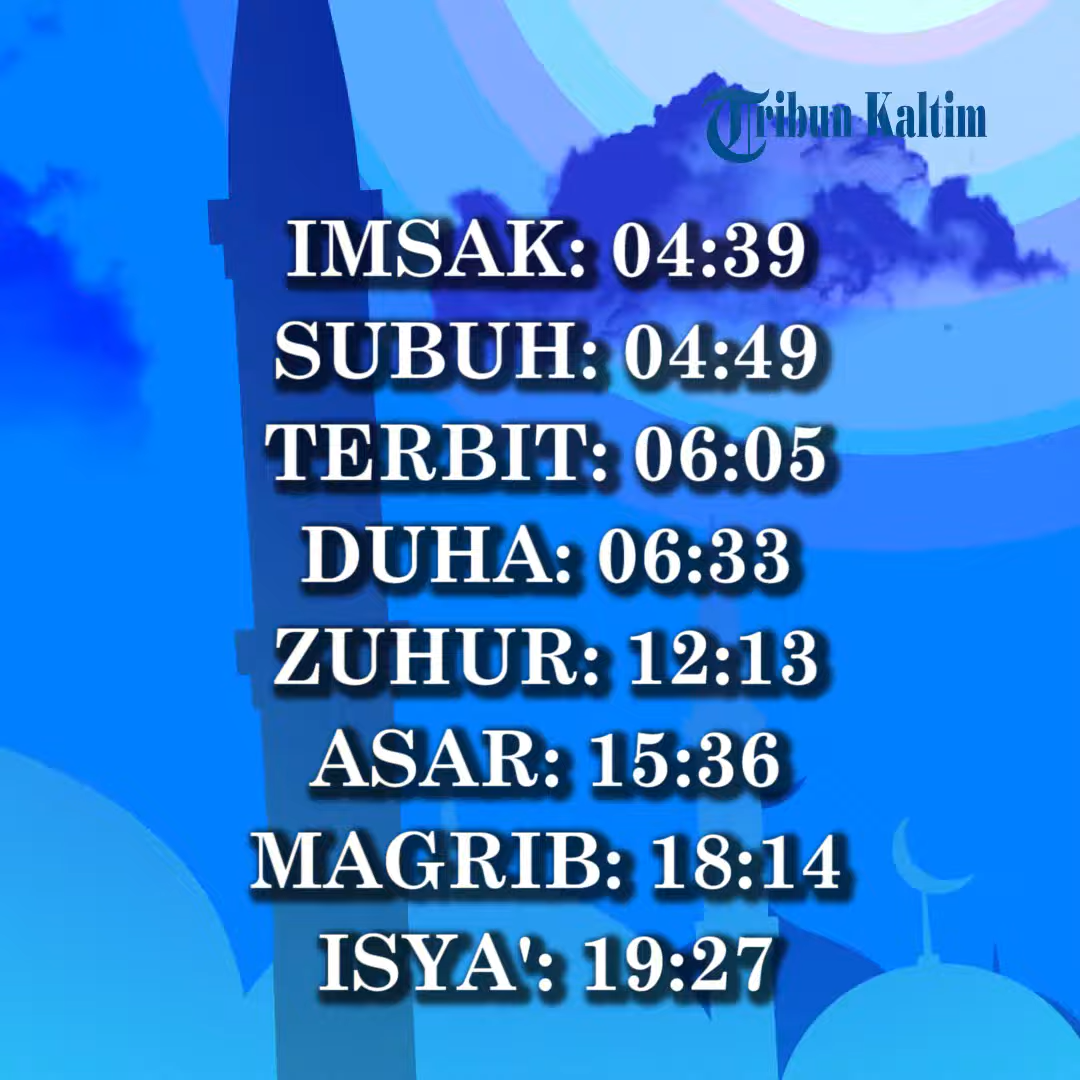 Tribun Kaltim
IMSAK: 04:39
SUBUH: 04:49
TERBIT: 06:05
DUHA: 06:33
ZUHUR: 12:13
ASAR: 15:36
MAGRIB: 18:14
ISYA': 19:27